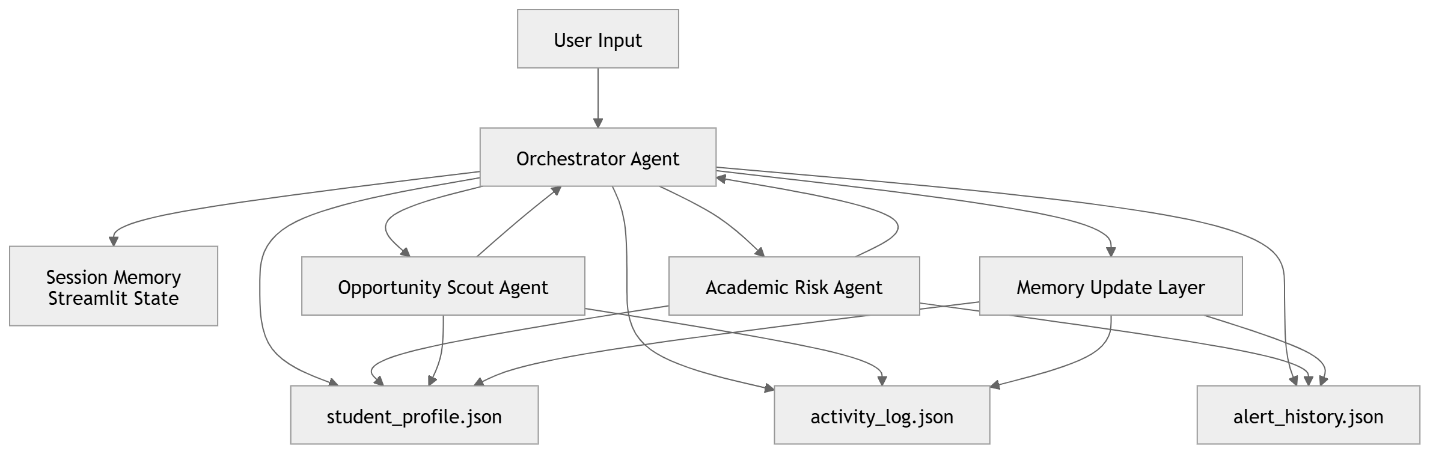 User Input
Orchestrator Agent
Session Memory
Streamlit State
Opportunity Scout Agent
Academic Risk Agent
Memory Update Layer
student_profile.json
activity_log.json
alert_history.json